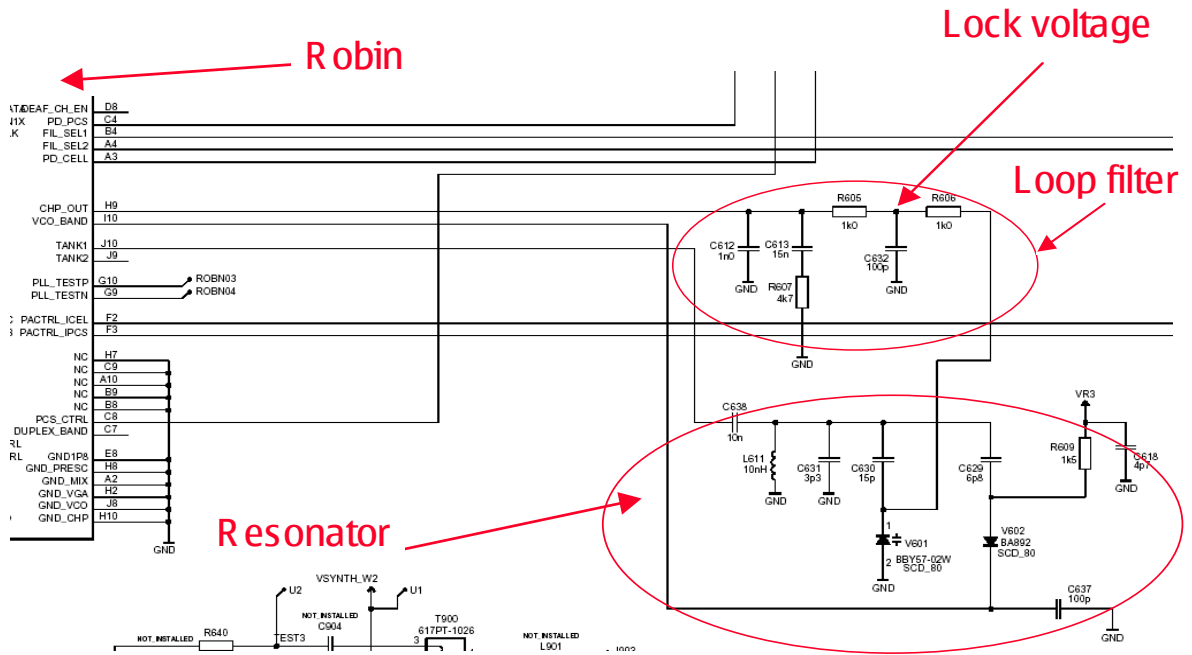 Lock voltage
Robin
Loop filter
Resonator
DEAF_CH_EN D8
N1X PD_PCS C4
.K FIL_SEL1 B4
FIL_SEL2 A4
PD_CELL A3
CHP_OUT H9
VCO_BAND I10
TANK1 J10
TANK2 J9
PLL_TESTP G10 ROBN03
PLL_TESTN G9 ROBN04
PACTRL_ICEL F2
PACTRL_IPCS F3
NC H7
NC C9
NC A10
NC B9
NC B8
PCS_CTRL C8
DUPLEX_BAND C7
RL
RL GND1P8 E8
GND_PRESC H8
GND_MIX A2
GND_VGA H2
GND_VCO J8
GND_CHP H10
GND
R605
1k0
R606
1k0
C612
1n0
GND
C613
15n
R607
4k7
GND
C632
100p
GND
C638
10n
L611
10nH
GND
C631
3p3
GND
C630
15p
1
V601
2
BBY57-02W
SCD_80
GND
C629
6p8
VR3
R609
1k5
C618
4p7
GND
V602
BA892
SCD_80
C637
100p
GND
U2
VSYNTH_W2
U1
NOT_INSTALLED
R640
TEST3
NOT_INSTALLED
C904
T900
617PT-1026
3
NOT_INSTALLED
L901